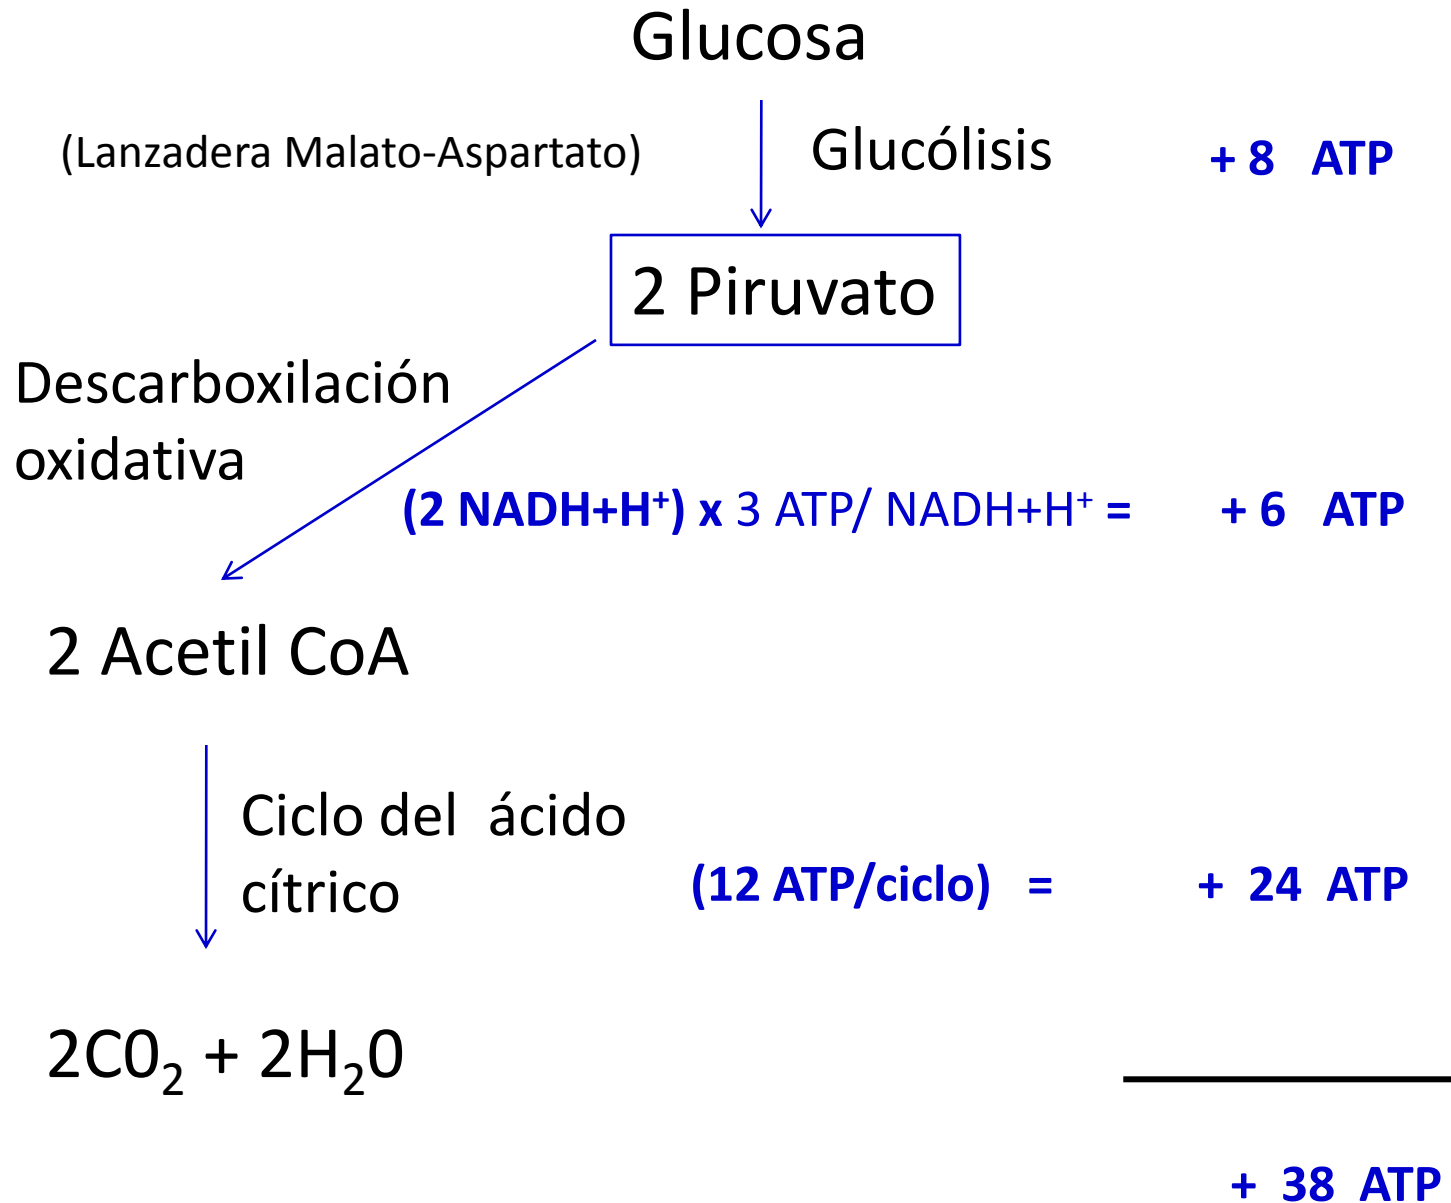 Glucosa
(Lanzadera Malato-Aspartato)
Glucólisis
+ 8 ATP
2 Piruvato
Descarboxilación
oxidativa
(2 NADH+H⁺) x 3 ATP/ NADH+H⁺ = + 6 ATP
2 Acetil CoA
Ciclo del ácido
cítrico
(12 ATP/ciclo) = + 24 ATP
2C0₂ + 2H₂0
+ 38 ATP